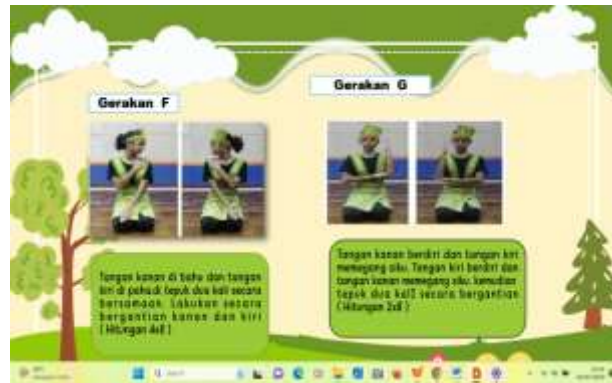 Gerakan F
Tangan kanan di bahu dan tangan
kiri di paha,di tepuk dua kali secara
bersamaan. Lakukan secara
bergantian kanan dan kiri
( Hitungan 4x8 )
Gerakan G
Tangan kanan berdiri dan tangan kiri
memegang siku. Tangan kiri berdiri dan
tangan kanan memegang siku. kemudian
tepuk dua kali secara bergantian
( Hitungan 2x8 )